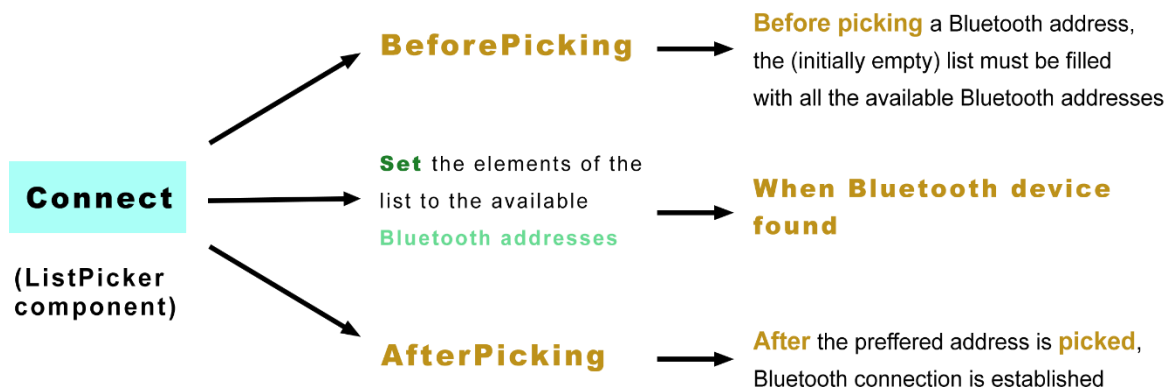 Connect
(ListPicker
component)
BeforePicking
Before picking a Bluetooth address,
the (initially empty) list must be filled
with all the available Bluetooth addresses
Set the elements of the
list to the available
Bluetooth addresses
When Bluetooth device
found
AfterPicking
After the preffered address is picked,
Bluetooth connection is established